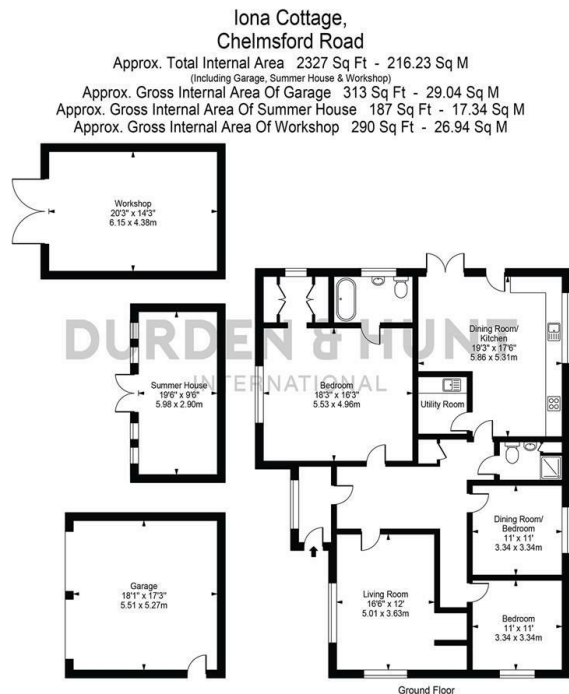 Iona Cottage,
Chelmsford Road
Approx. Total Internal Area 2327 Sq Ft - 216.23 Sq M
(Including Garage, Summer House & Workshop)
Approx. Gross Internal Area Of Garage 313 Sq Ft - 29.04 Sq M
Approx. Gross Internal Area Of Summer House 187 Sq Ft - 17.34 Sq M
Approx. Gross Internal Area Of Workshop 290 Sq Ft - 26.94 Sq M
Workshop
20'3" x 14'3"
6.15 x 4.38m
Dining Room/
Kitchen
19'3" x 17'6"
5.86 x 5.31m
DURDEN & HUNT
INTERNATIONAL
Summer House
19'6" x 9'6"
5.98 x 2.90m
Bedroom
18'3" x 16'3"
5.53 x 4.96m
Utility Room
Dining Room/
Bedroom
11' x 11'
3.34 x 3.34m
Garage
18'1" x 17'3"
5.51 x 5.27m
Living Room
16'6" x 12'
5.01 x 3.63m
Bedroom
11' x 11'
3.34 x 3.34m
Ground Floor